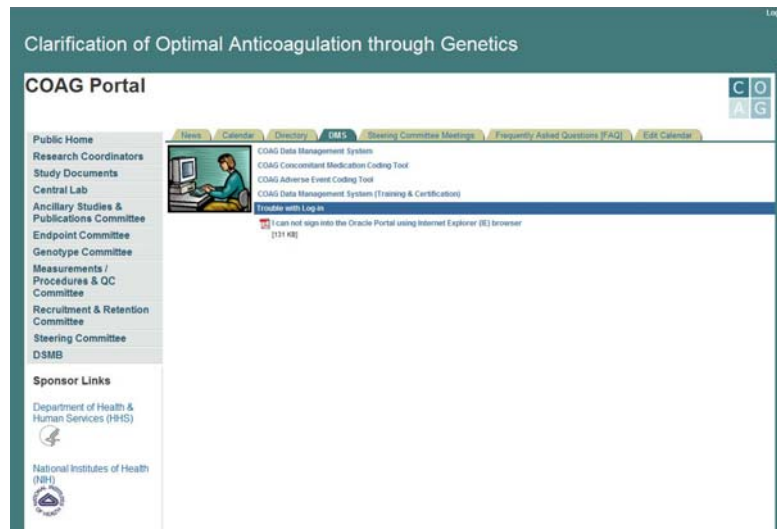 Log
Clarification of Optimal Anticoagulation through Genetics
COAG Portal
C O
A G
News
Calendar
Directory
DMS
Steering Committee Meetings
Frequently Asked Questions [FAQ]
Edit Calendar
Public Home
Research Coordinators
Study Documents
Central Lab
Ancillary Studies &
Publications Committee
Endpoint Committee
Genotype Committee
Measurements /
Procedures & QC
Committee
Recruitment & Retention
Committee
Steering Committee
DSMB
Sponsor Links
Department of Health &
Human Services (HHS)
National Institutes of Health
(NIH)
COAG Data Management System
COAG Concomitant Medication Coding Tool
COAG Adverse Event Coding Tool
COAG Data Management System (Training & Certification)
Trouble with Log-in
I can not sign into the Oracle Portal using Internet Explorer (IE) browser
[131 KB]